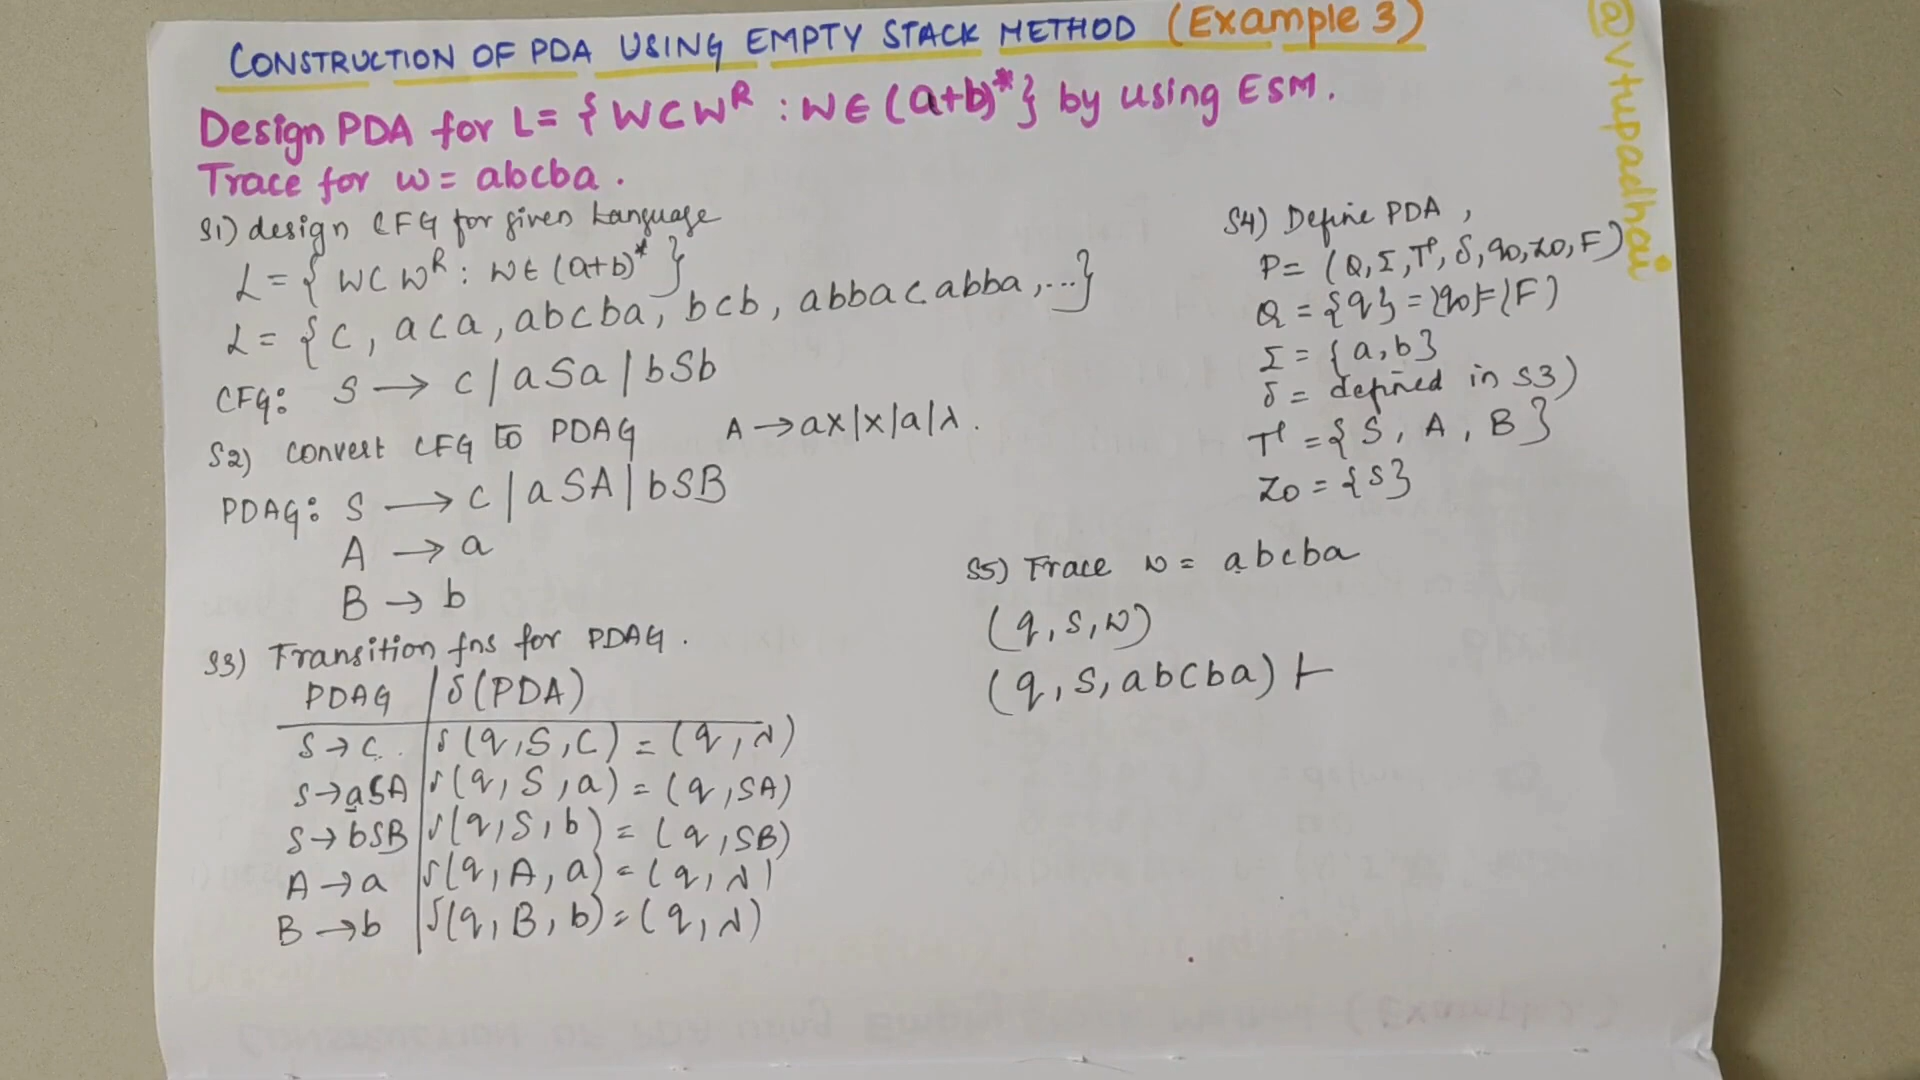 CONSTRUCTION OF PDA USING EMPTY STACK METHOD (Example 3)
Design PDA for L= {WCW^R : WE (a+b)^*} by using ESM.
Trace for w= abcba.
S1) design CFG for given Language
L= { WCW^R : WE (a+b)^* }
L= {C, aca, abcba, bcb, abbacabba,...}
CFG: S → C | aSa | bSb
S2) Convert CFG to PDAG A → ax|x|a|λ.
PDAG: S → C | aSA | bSB
A → a
B → b
S3) Transition fns for PDAG.
PDAG | δ(PDA)
S→C. | δ(q,S,C) = (q,λ)
S→aSA | δ(q,S,a) = (q,SA)
S→bSB | δ(q,S,b) = (q,SB)
A→a | δ(q,A,a) = (q,λ)
B→b | δ(q,B,b) = (q,λ)
S4) Define PDA,
P= (Q,Σ,Γ,δ,q0,z0,F)
Q = {q} = {q0}={F}
Σ = {a,b}
δ = defined in S3)
Γ = {S, A, B}
Z0 = {S}
S5) Trace w = abcba
(q,S,w)
(q,S,abcba) ⊢
@vtupadhai